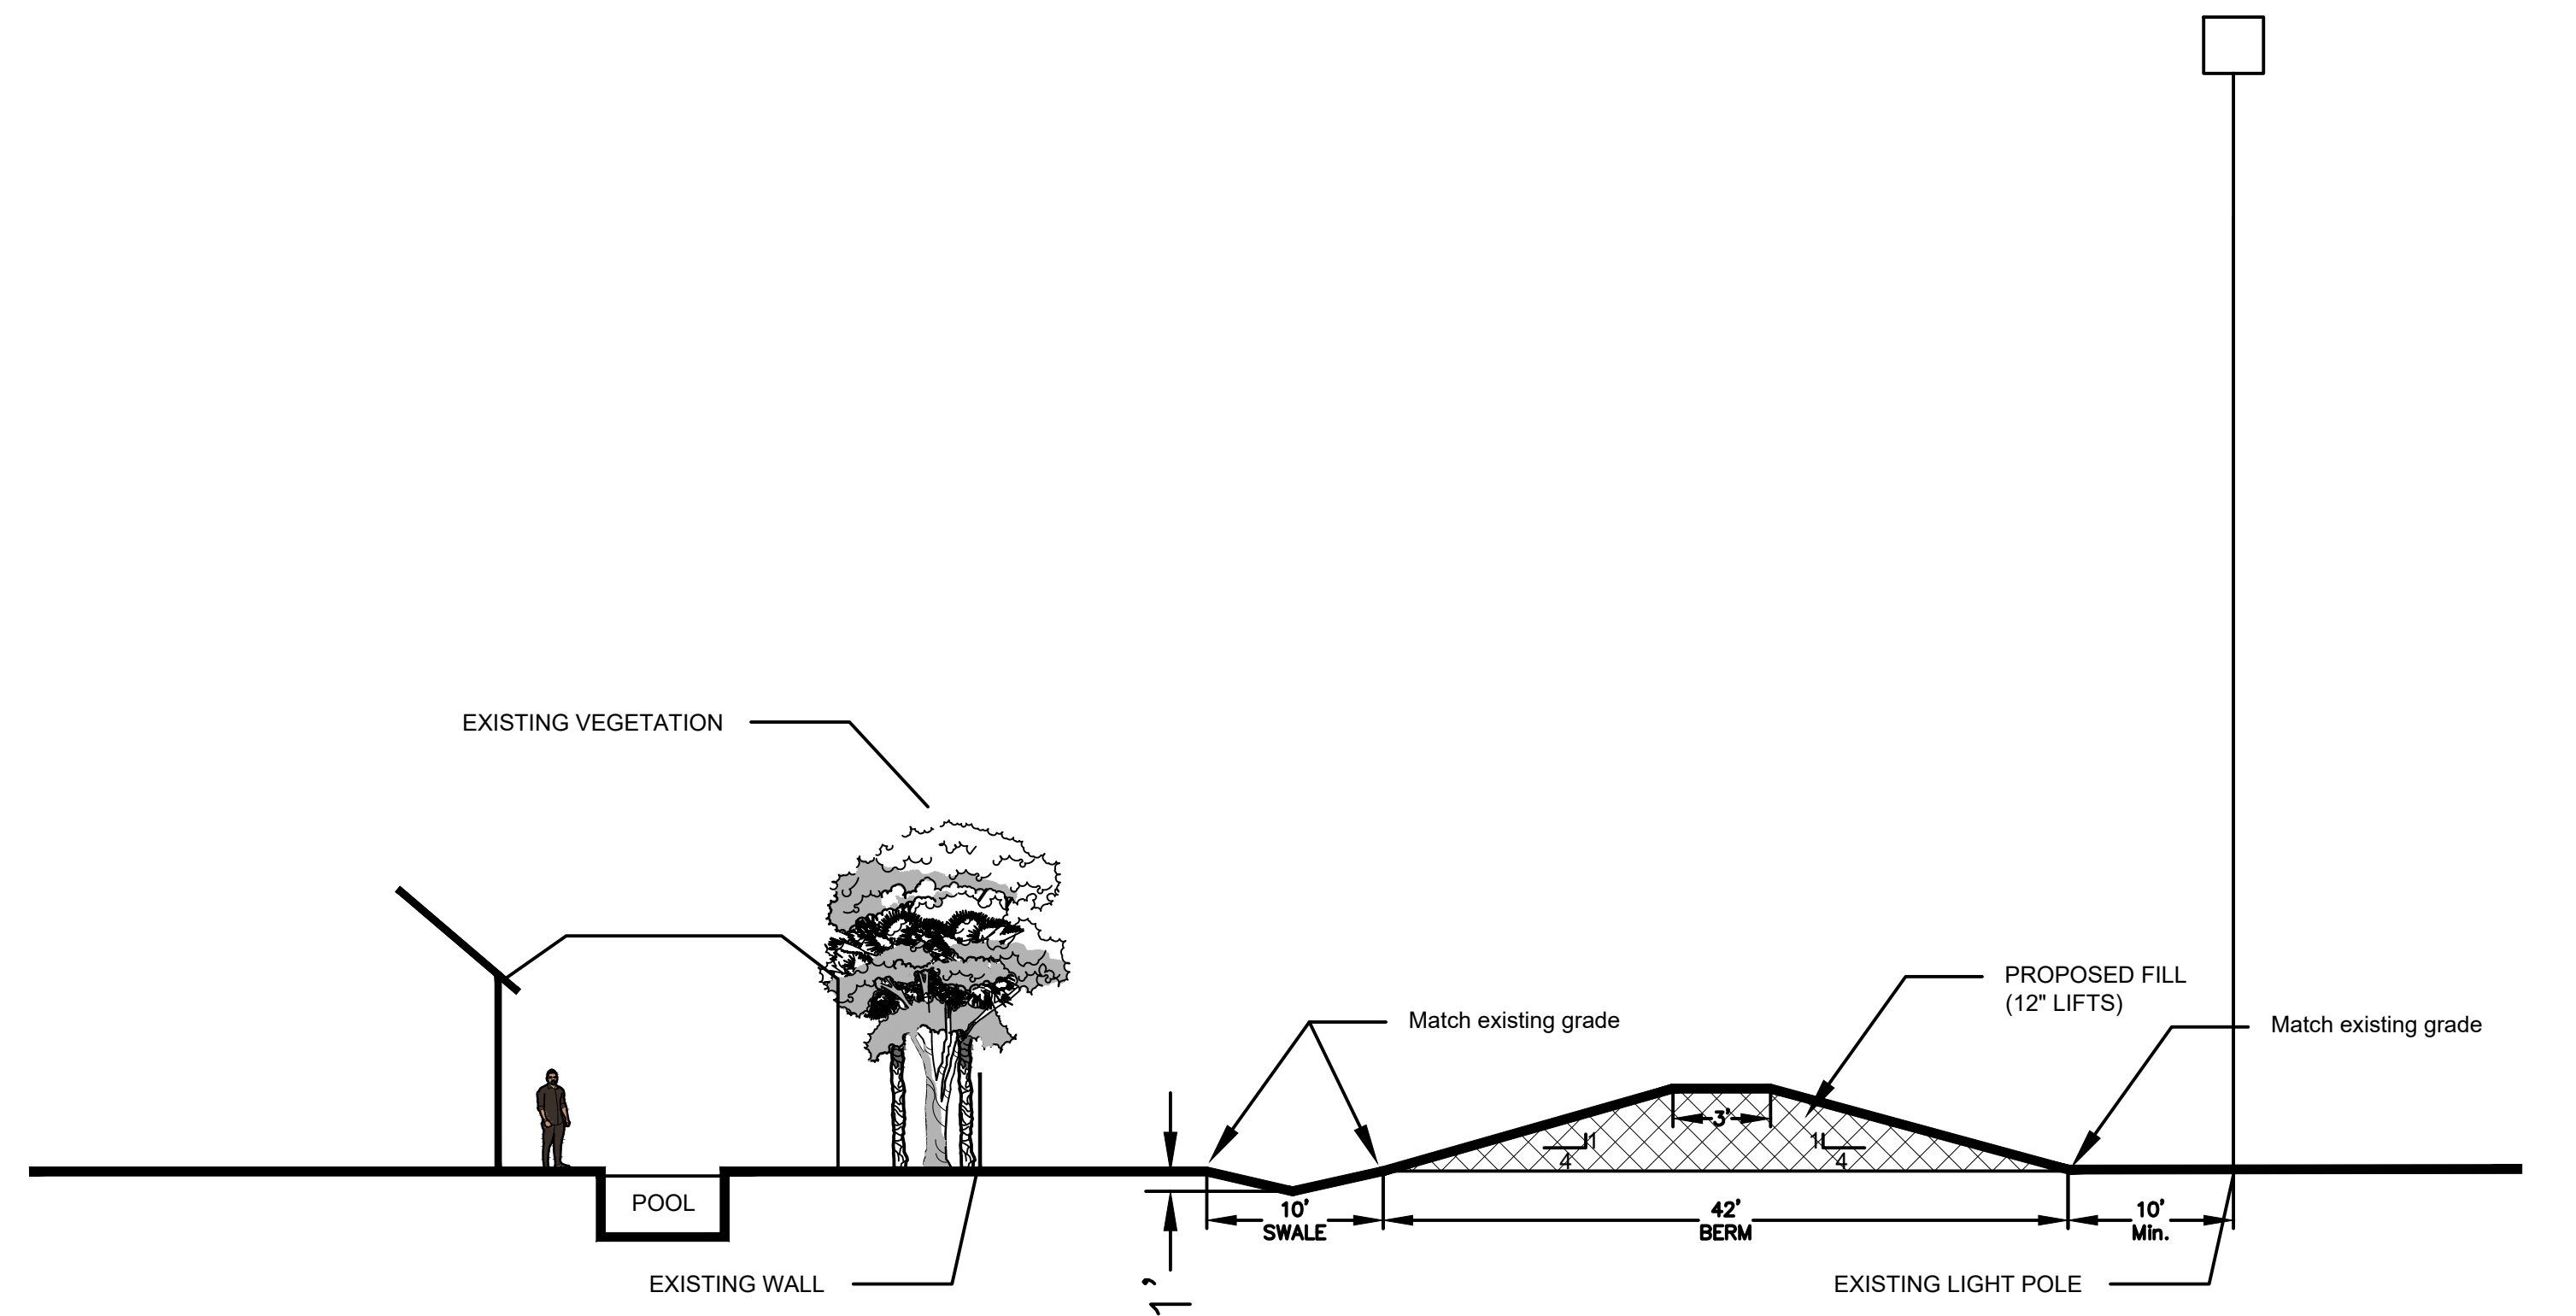 EXISTING VEGETATION
PROPOSED FILL
(12" LIFTS)
Match existing grade
Match existing grade
3'
1
4
1
4
POOL
10'
SWALE
42'
BERM
10'
Min.
EXISTING WALL
1'
EXISTING LIGHT POLE